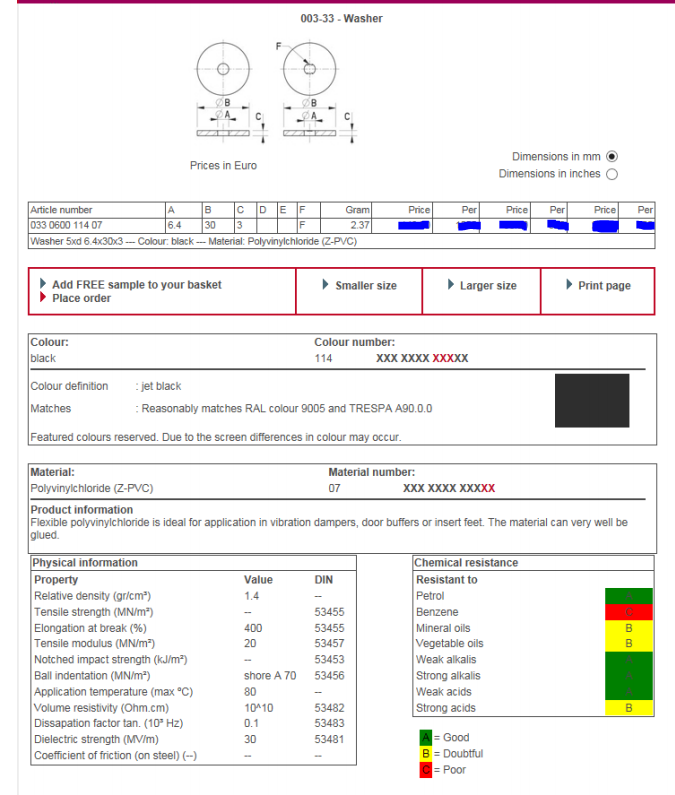 003-33 - Washer
F
B
B
A
C
A
C
Prices in Euro
Dimensions in mm
Dimensions in inches
Article number A B C D E F Gram Price Per Price Per Price Per
033 0600 114 07 6.4 30 3 F 2.37
Washer 5xd 6.4x30x3 --- Colour: black --- Material: Polyvinylchloride (Z-PVC)
Add FREE sample to your basket
Place order
Smaller size
Larger size
Print page
Colour: Colour number:
black 114 XXX XXXX XXXXX
Colour definition : jet black
Matches : Reasonably matches RAL colour 9005 and TRESPA A90.0.0
Featured colours reserved. Due to the screen differences in colour may occur.
Material: Material number:
Polyvinylchloride (Z-PVC) 07 XXX XXXX XXXXX
Product information
Flexible polyvinylchloride is ideal for application in vibration dampers, door buffers or insert feet. The material can very well be
glued.
Physical information
Property Value DIN
Relative density (gr/cm³) 1.4 --
Tensile strength (MN/m²) -- 53455
Elongation at break (%) 400 53455
Tensile modulus (MN/m²) 20 53457
Notched impact strength (kJ/m²) -- 53453
Ball indentation (MN/m²) shore A 70 53456
Application temperature (max ºC) 80 --
Volume resistivity (Ohm.cm) 10^10 53482
Dissapation factor tan. (10⁶ Hz) 0.1 53483
Dielectric strength (MV/m) 30 53481
Coefficient of friction (on steel) (--) -- --
Chemical resistance
Resistant to
Petrol A
Benzene C
Mineral oils B
Vegetable oils B
Weak alkalis A
Strong alkalis A
Weak acids A
Strong acids B
A = Good
B = Doubtful
C = Poor